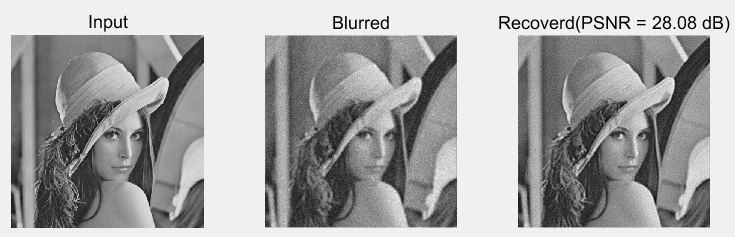 Input
Blurred
Recoverd(PSNR = 28.08 dB)